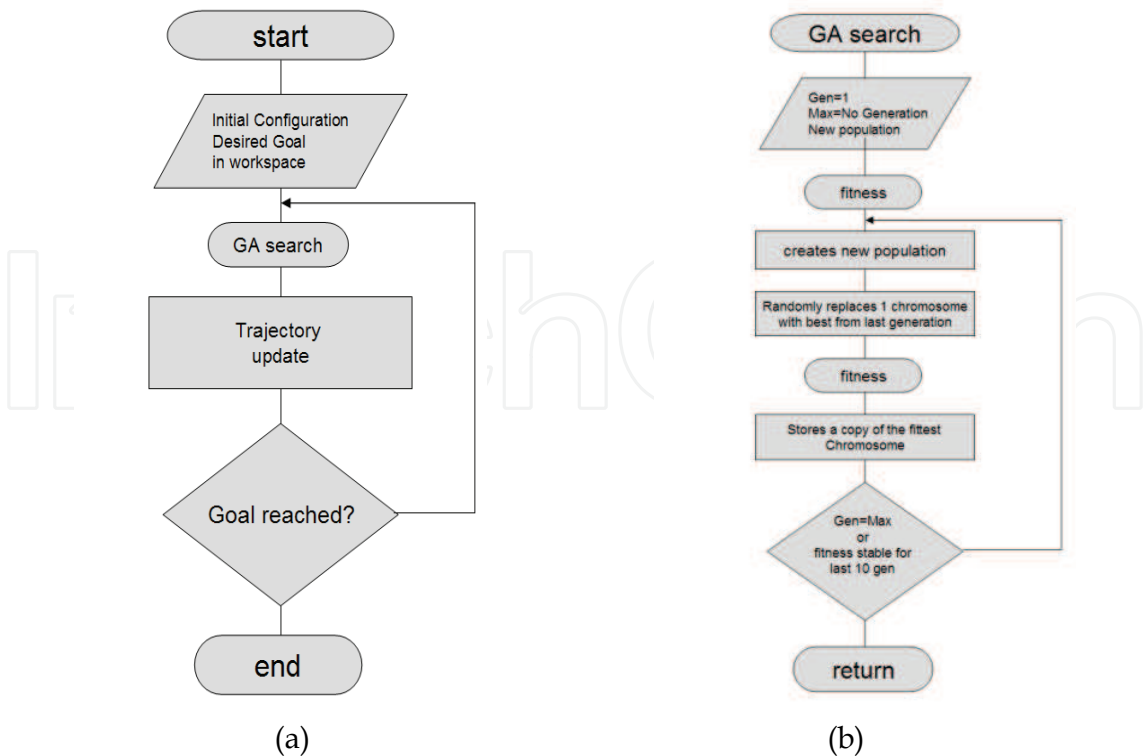 start
Initial Configuration
Desired Goal
in workspace
GA search
Trajectory
update
Goal reached?
end
(a)
GA search
Gen=1
Max=No Generation
New population
fitness
creates new population
Randomly replaces 1 chromosome
with best from last generation
fitness
Stores a copy of the fittest
Chromosome
Gen=Max
or
fitness stable for
last 10 gen
return
(b)